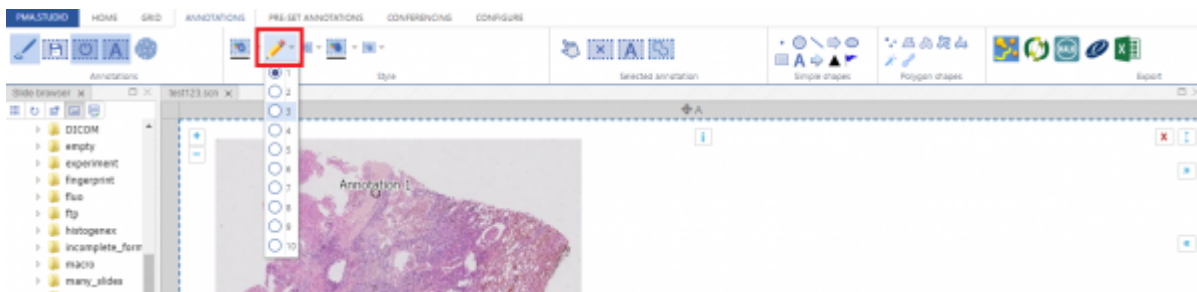 PMA.STUDIO HOME GRID ANNOTATIONS PRE-SET ANNOTATIONS CONFERENCING CONFIGURE
Annotations Style Selected annotation Simple shapes Polygon shapes Export
Slide browser x test123.scn x
A
DICOM
empty
experiment
fingerprint
fluo
ftp
histogenex
incomplete_form
macro
many_slides
1
2
3
4
5
6
7
8
9
10
Annotation 1